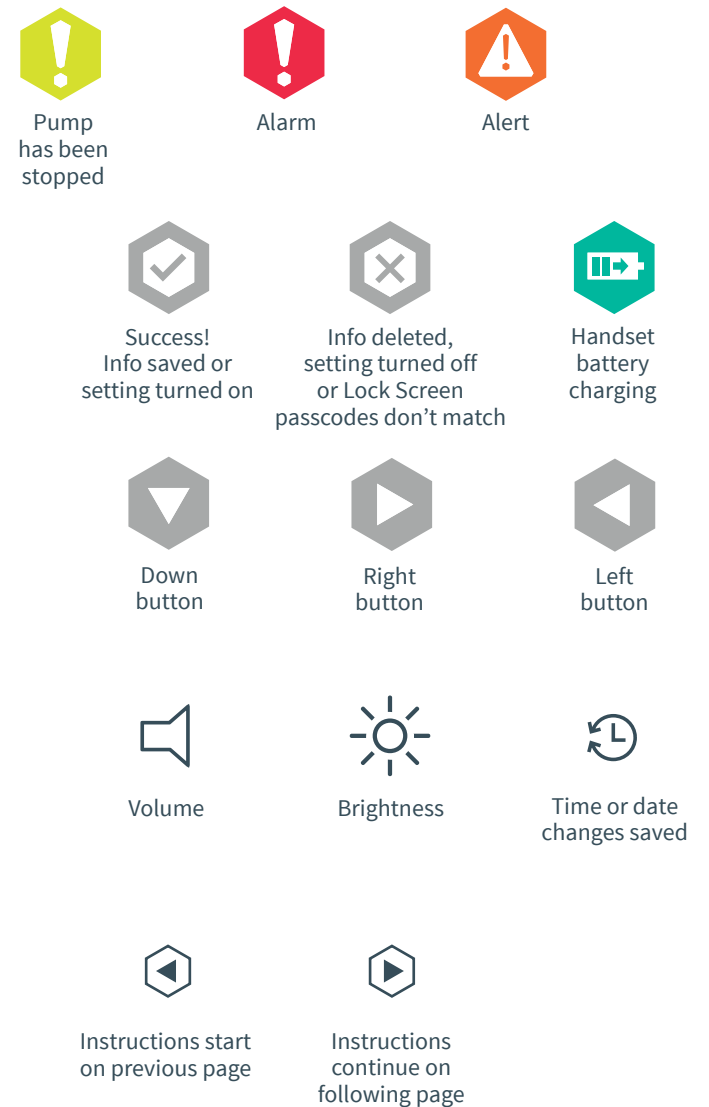 Pump
has been
stopped
Alarm
Alert
Success!
Info saved or
setting turned on
Info deleted,
setting turned off
or Lock Screen
passcodes don’t match
Handset
battery
charging
Down
button
Right
button
Left
button
Volume
Brightness
Time or date
changes saved
Instructions start
on previous page
Instructions
continue on
following page